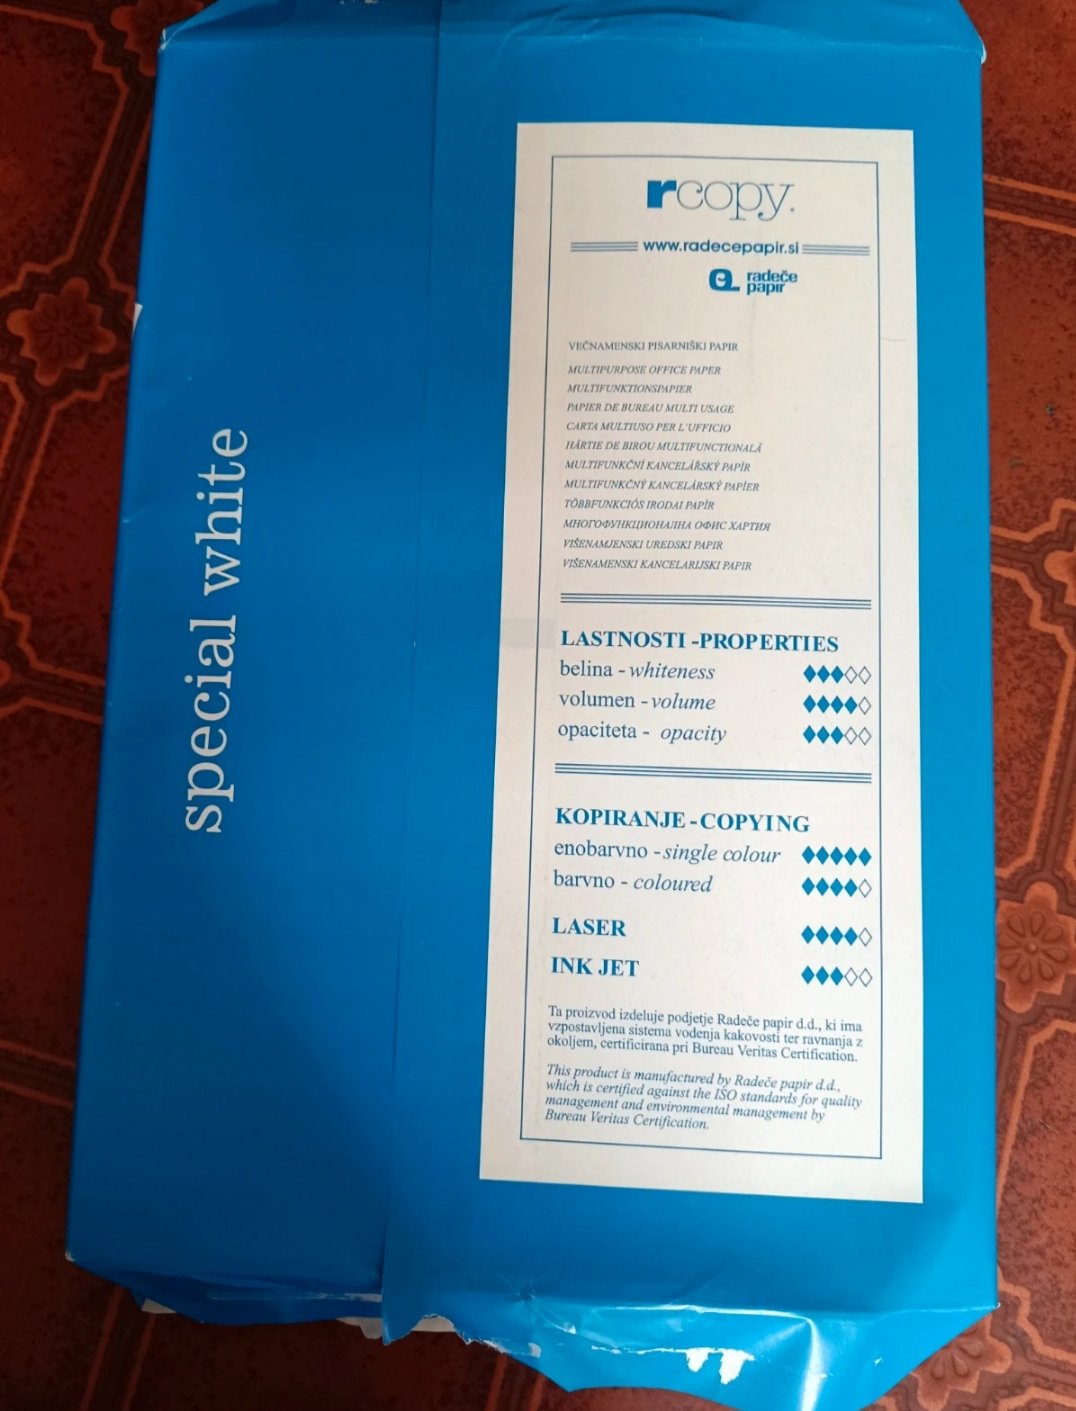 special white
rcopy.
www.radecepapir.si
radeče
papir
VEČNAMENSKI PISARNIŠKI PAPIR
MULTIPURPOSE OFFICE PAPER
MULTIFUNKTIONSPAPIER
PAPIER DE BUREAU MULTI USAGE
CARTA MULTIUSO PER L'UFFICIO
HÂRTIE DE BIROU MULTIFUNCTIONALĂ
MULTIFUNKČNÍ KANCELÁŘSKÝ PAPÍR
MULTIFUNKČNÝ KANCELÁRSKÝ PAPÍER
TÖBBFUNKCIÓS IRODAI PAPÍR
МНОГОФУНКЦИОНАЛНА ОФИС ХАРТИЯ
VIŠENAMJENSKI UREDSKI PAPIR
VIŠENAMENSKI KANCELARIJSKI PAPIR
LASTNOSTI -PROPERTIES
belina - whiteness
volumen - volume
opaciteta - opacity
KOPIRANJE - COPYING
enobarvno - single colour
barvno - coloured
LASER
INK JET
Ta proizvod izdeluje podjetje Radeče papir d.d., ki ima
vzpostavljena sistema vodenja kakovosti ter ravnanja z
okoljem, certificirana pri Bureau Veritas Certification.
This product is manufactured by Radeče papir d.d.,
which is certified against the ISO standards for quality
management and environmental management by
Bureau Veritas Certification.